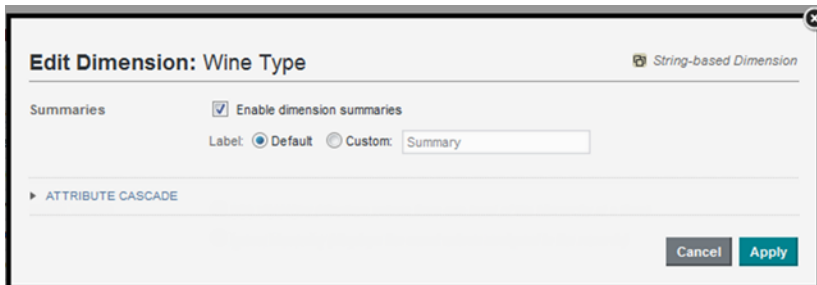 Edit Dimension: Wine Type
String-based Dimension
Summaries
Enable dimension summaries
Label: Default Custom: Summary
ATTRIBUTE CASCADE
Cancel Apply